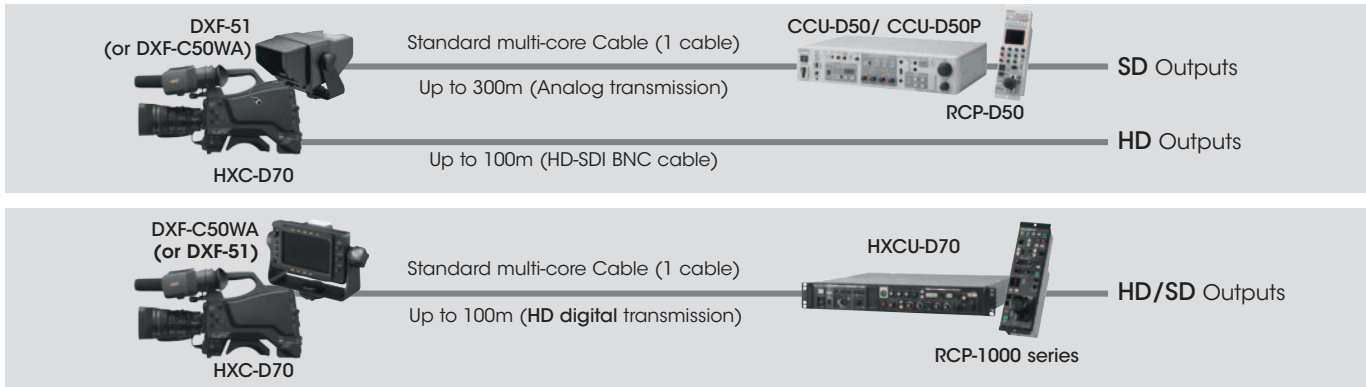 DXF-51
(or DXF-C50WA)
Standard multi-core Cable (1 cable)
Up to 300m (Analog transmission)
CCU-D50/ CCU-D50P
RCP-D50
SD Outputs
HD Outputs
Up to 100m (HD-SDI BNC cable)
HXC-D70
DXF-C50WA
(or DXF-51)
Standard multi-core Cable (1 cable)
Up to 100m (HD digital transmission)
HXCU-D70
HD/SD Outputs
RCP-1000 series
HXC-D70